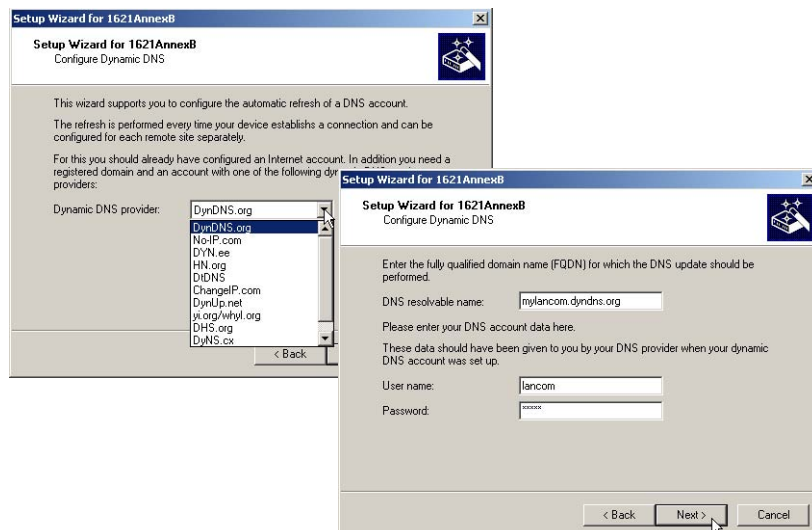 Setup Wizard for 1621AnnexB
Setup Wizard for 1621AnnexB
Configure Dynamic DNS
This wizard supports you to configure the automatic refresh of a DNS account.
The refresh is performed every time your device establishs a connection and can be
configured for each remote site separately.
For this you should already have configured an Internet account. In addition you need a
registered domain and an account with one of the following
providers:
Dynamic DNS provider:
DynDNS.org
DynDNS.org
No-IP.com
DYN.ee
HN.org
DtDNS
ChangeIP.com
DynUp.net
yi.org/whyI.org
DHS.org
DyNS.cx
< Back
Setup Wizard for 1621AnnexB
Setup Wizard for 1621AnnexB
Configure Dynamic DNS
Enter the fully qualified domain name (FQDN) for which the DNS update should be
performed.
DNS resolvable name: mylancom.dyndns.org
Please enter your DNS account data here.
These data should have been given to you by your DNS provider when your dynamic
DNS account was set up.
User name: lancom
Password: xxxxx
< Back Next > Cancel